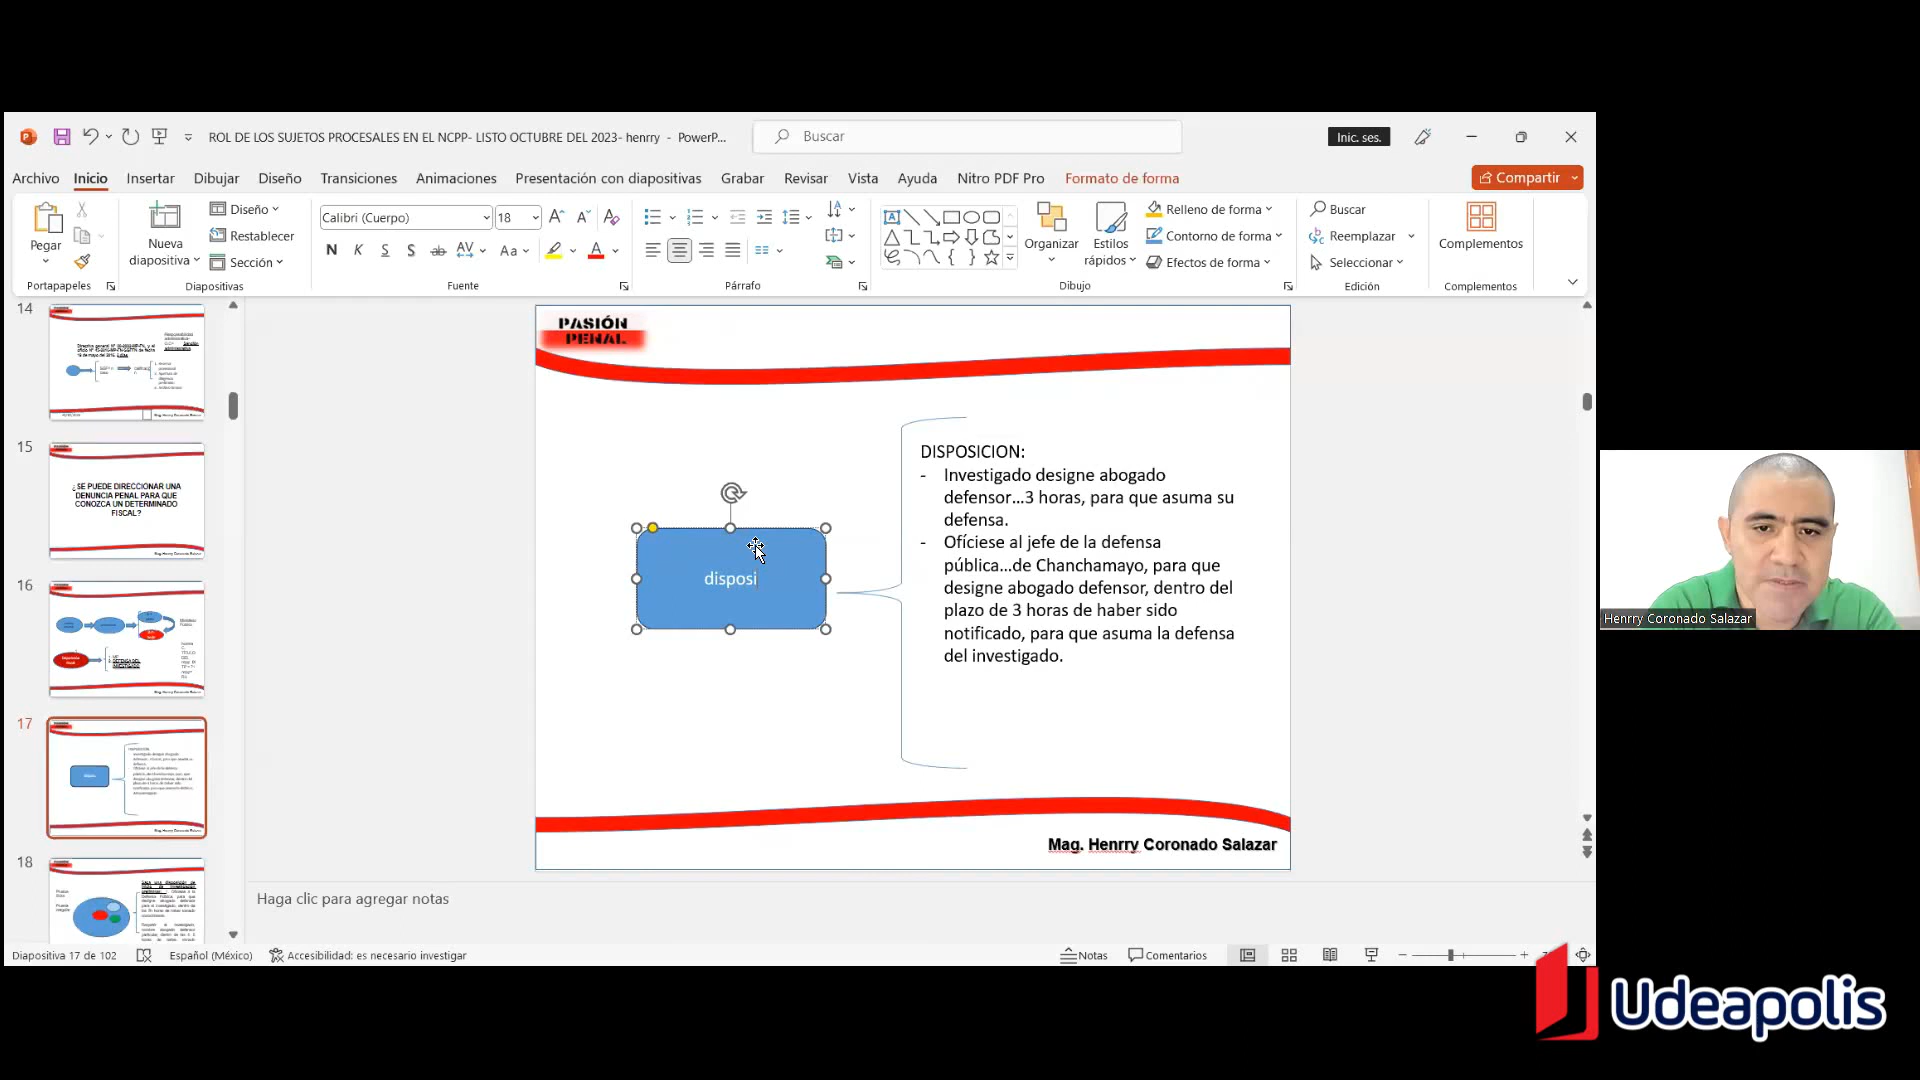 ROL DE LOS SUJETOS PROCESALES EN EL NCPP- LISTO OCTUBRE DEL 2023- henrry - PowerP...
Buscar
Inic. ses.
Archivo Inicio Insertar Dibujar Diseño Transiciones Animaciones Presentación con diapositivas Grabar Revisar Vista Ayuda Nitro PDF Pro Formato de forma
Compartir
Pegar
Nueva
diapositiva
Diseño
Restablecer
Sección
Calibri (Cuerpo)
18
N K S S ab AV Aa A
Organizar
Estilos
rápidos
Relleno de forma
Contorno de forma
Efectos de forma
Buscar
Reemplazar
Seleccionar
Complementos
Portapapeles
Diapositivas
Fuente
Párrafo
Dibujo
Edición
Complementos
14
15
¿SE PUEDE DIRECCIONAR UNA
DENUNCIA PENAL PARA QUE
CONOZCA UN DETERMINADO
FISCAL?
16
17
18
PASIÓN
PENAL
disposi
DISPOSICION:
- Investigado designe abogado
defensor...3 horas, para que asuma su
defensa.
- Ofíciese al jefe de la defensa
pública...de Chanchamayo, para que
designe abogado defensor, dentro del
plazo de 3 horas de haber sido
notificado, para que asuma la defensa
del investigado.
Mag. Henrry Coronado Salazar
Haga clic para agregar notas
Diapositiva 17 de 102
Español (México)
Accesibilidad: es necesario investigar
Notas
Comentarios
Henrry Coronado Salazar
Udeapolis